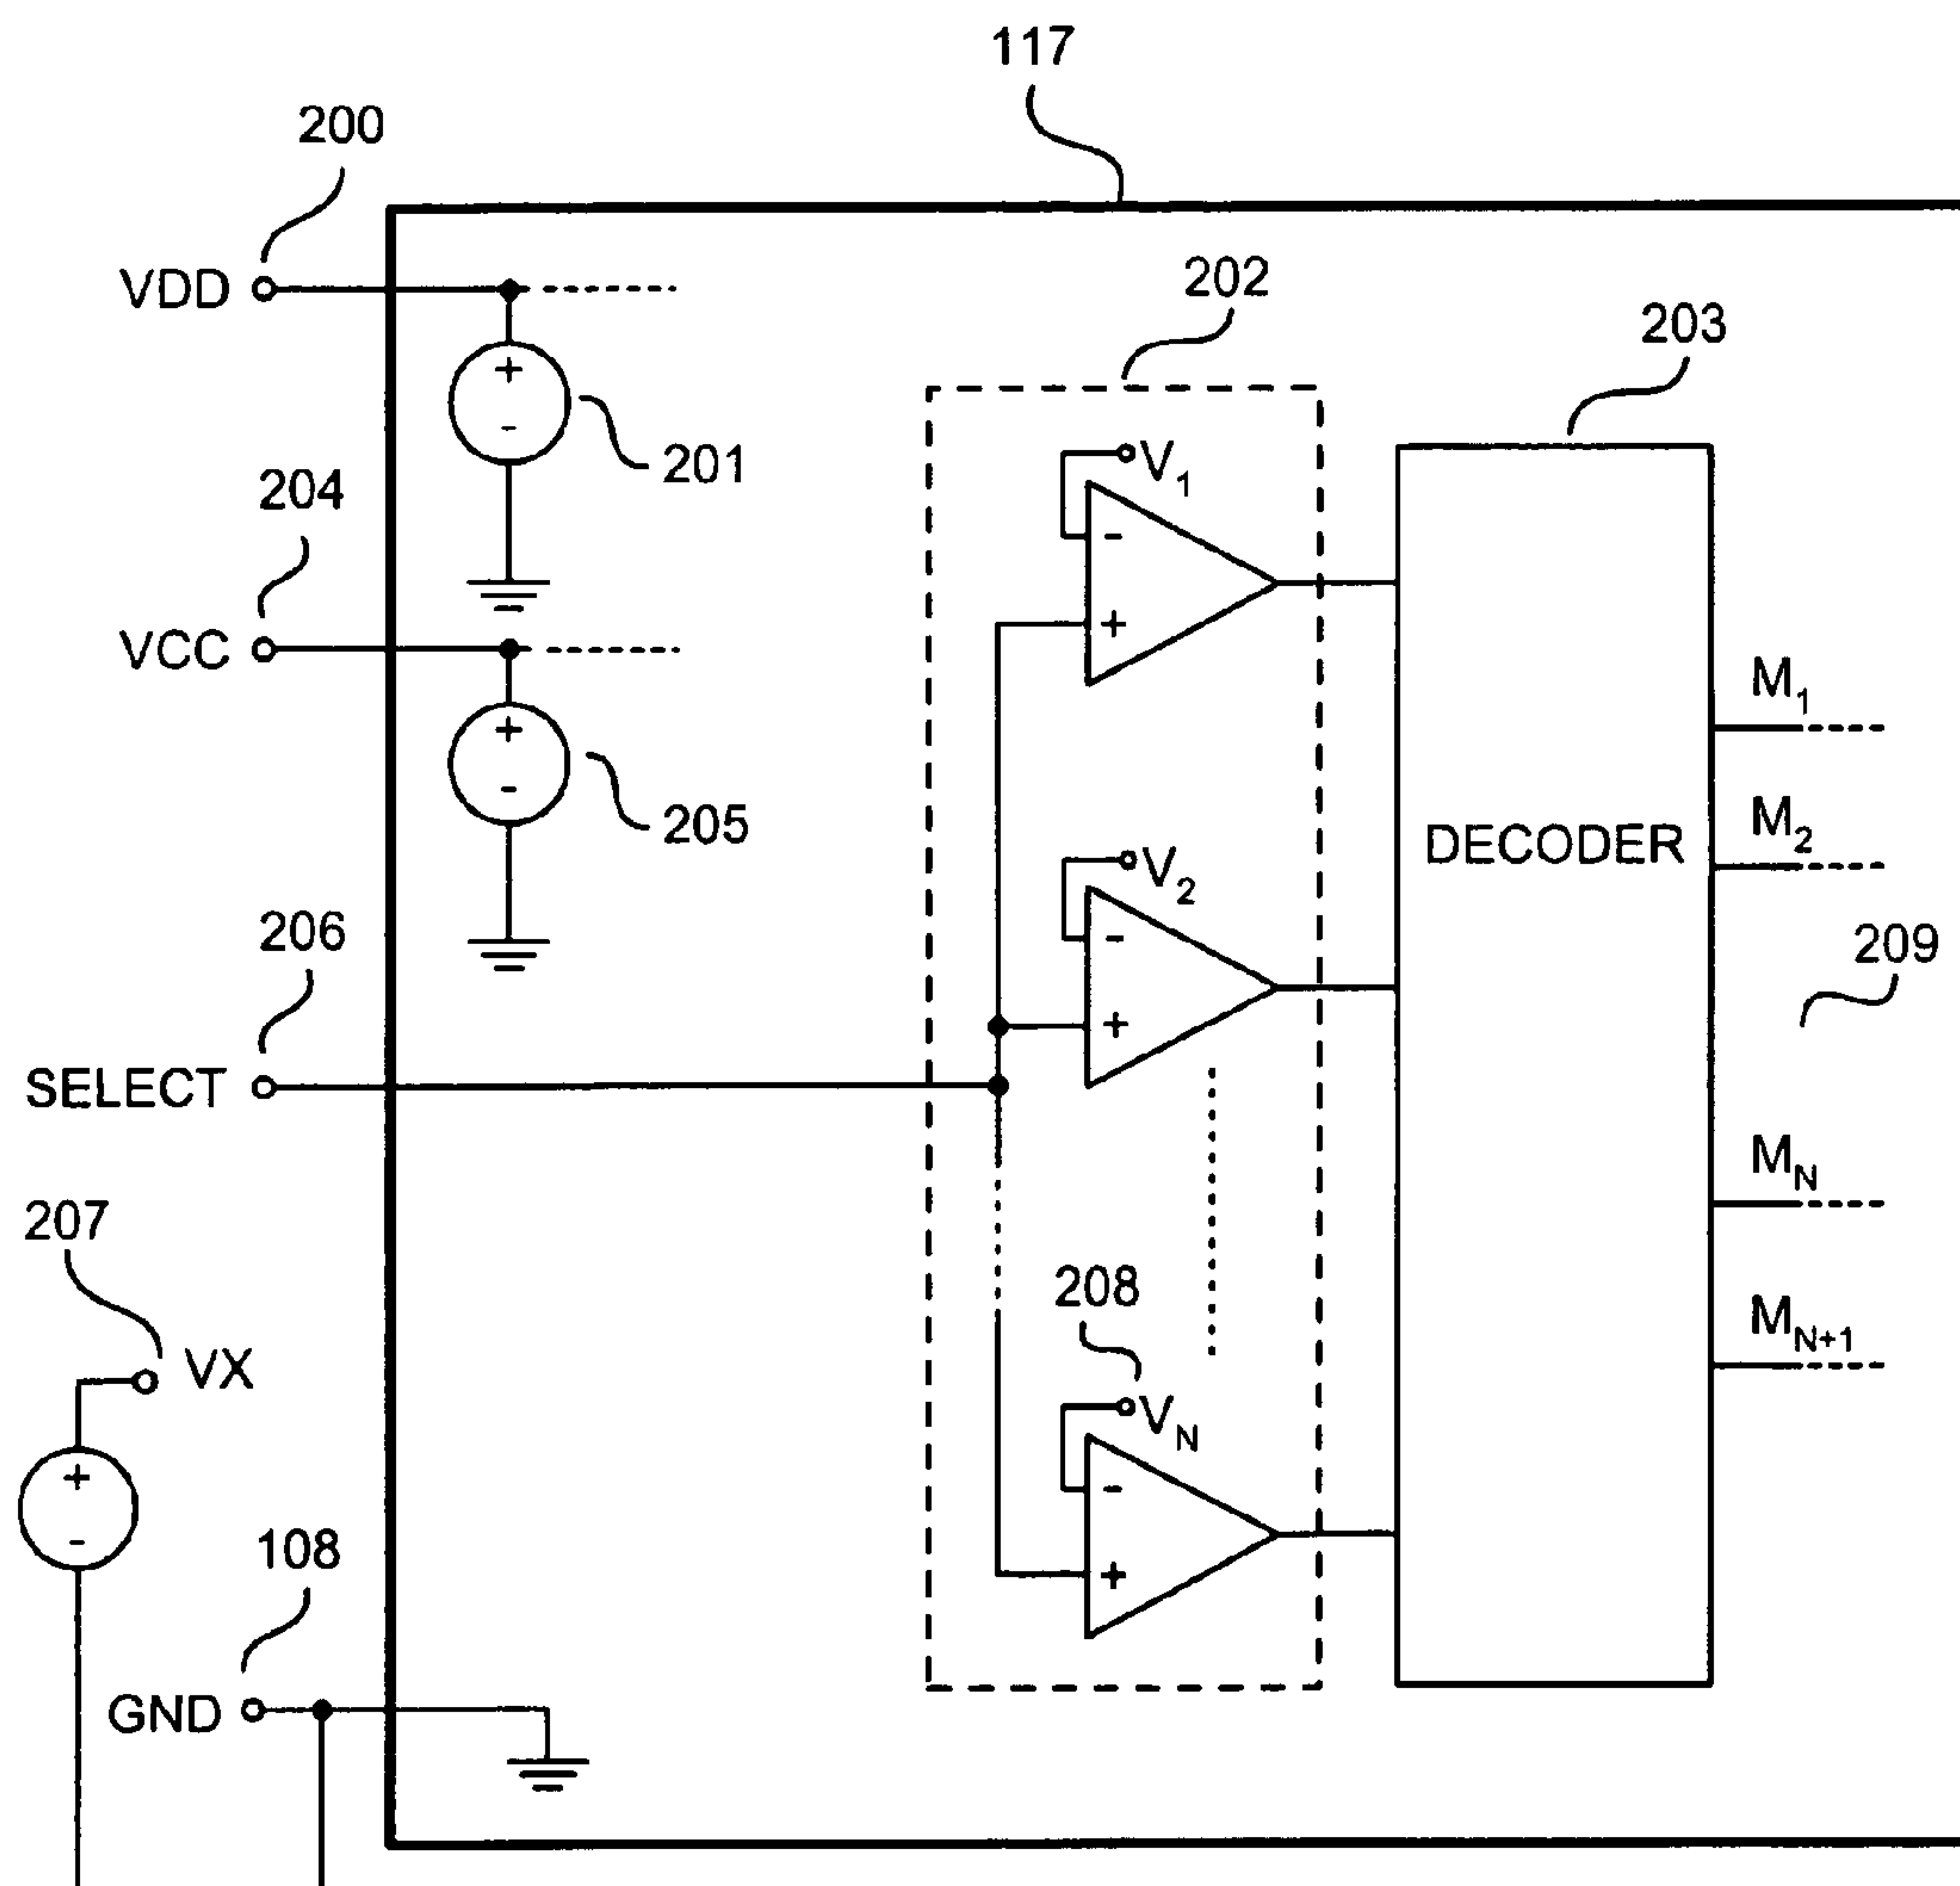 117
200
VDD
202
203
V1
201
204
VCC
M1
205
DECODER
M2
V2
206
209
SELECT
MN
207
208
MN+1
VX
VN
108
GND
+
-
+
-
-
+
-
+
-
+
+
-